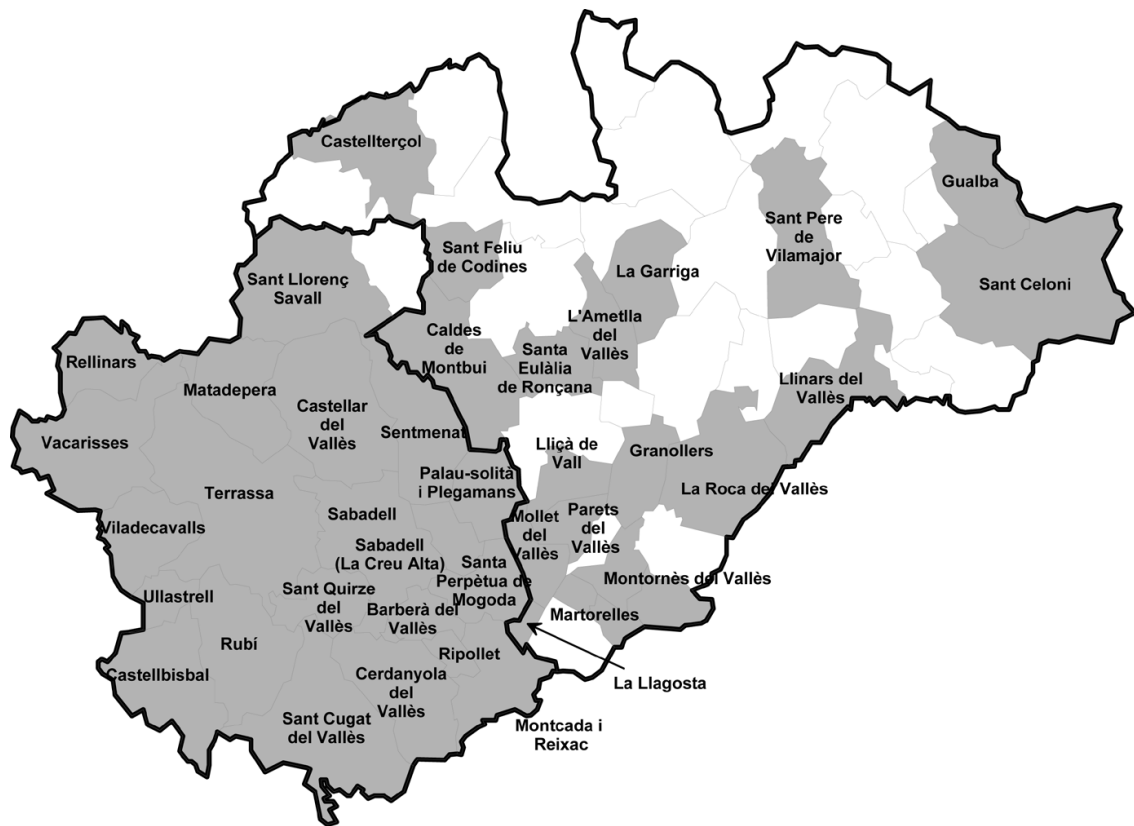 Castellterçol
Gualba
Sant Pere
de
Vilamajor
Sant Feliu
de Codines
La Garriga
Sant Llorenç
Savall
Sant Celoni
L'Ametlla
del
Vallès
Caldes
de
Montbui
Santa
Eulàlia
de Ronçana
Rellinars
Matadepera
Llinars del
Vallès
Castellar
del
Vallès
Sentmenat
Vacarisses
Lliçà de
Vall
Granollers
Palau-solità
i Plegamans
Terrassa
La Roca del Vallès
Viladecavalls
Sabadell
Mollet
del
Vallès
Parets
del
Vallès
Sabadell
(La Creu Alta)
Santa
Perpètua de
Mogoda
Montornès del Vallès
Ullastrell
Sant Quirze
del
Vallès
Barberà del
Vallès
Martorelles
Rubí
Ripollet
Castellbisbal
Cerdanyola
del
Vallès
La Llagosta
Sant Cugat
del Vallès
Montcada i
Reixac